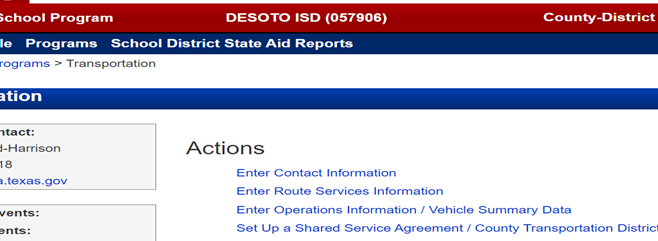 School Program DESOTO ISD (057906) County-District
le Programs School District State Aid Reports
rograms > Transportation
ation
ntact:
d-Harrison
18
a.texas.gov
vents:
ents:
Actions
Enter Contact Information
Enter Route Services Information
Enter Operations Information / Vehicle Summary Data
Set Up a Shared Service Agreement / County Transportation District